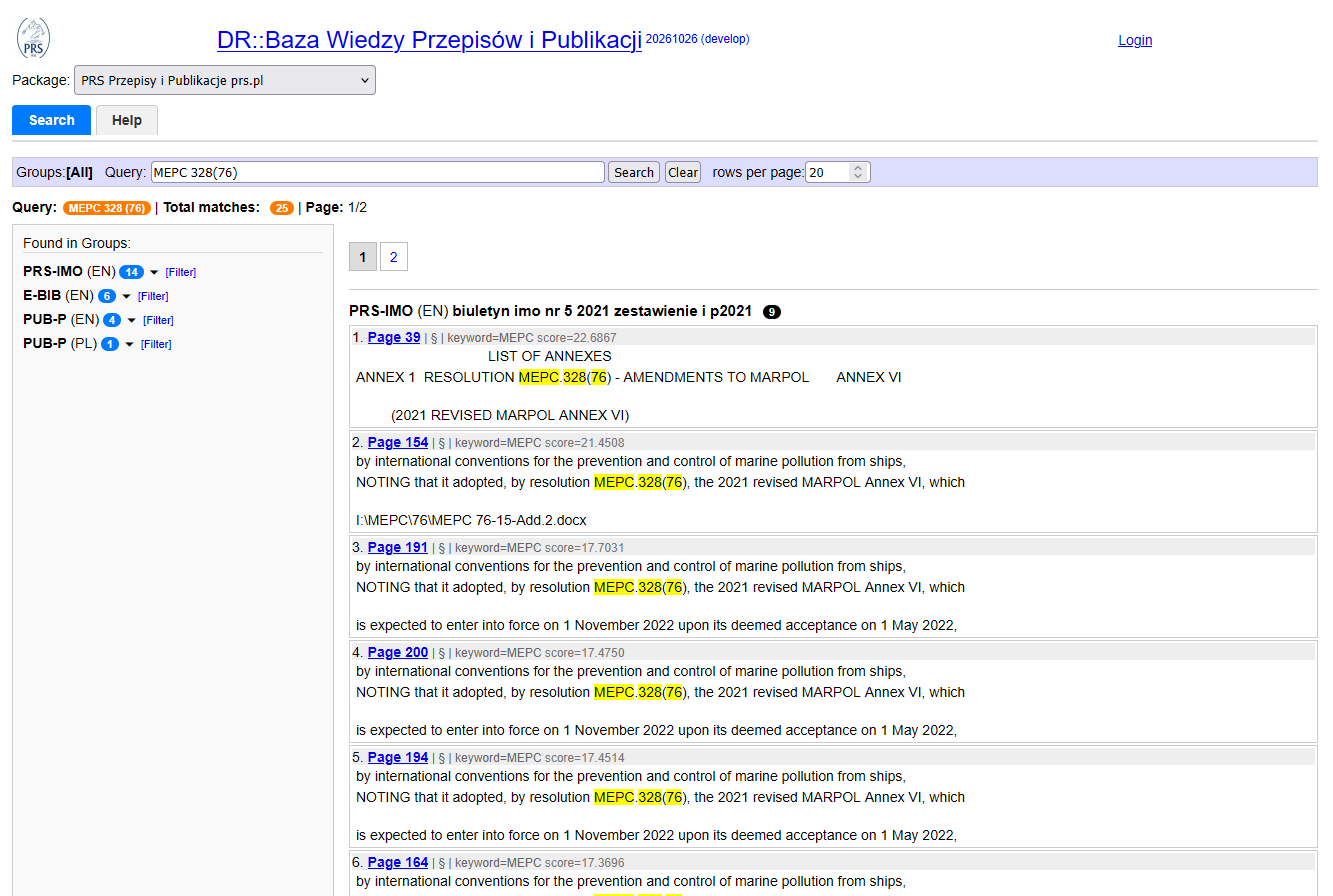 PRS
DR::Baza Wiedzy Przepisów i Publikacji 20261026 (develop)
Login
Package: PRS Przepisy i Publikacje prs.pl
Search Help
Groups:[All] Query: MEPC 328(76) Search Clear rows per page: 20
Query: MEPC 328 (76) | Total matches: 25 | Page: 1/2
Found in Groups:
PRS-IMO (EN) 14 [Filter]
E-BIB (EN) 6 [Filter]
PUB-P (EN) 4 [Filter]
PUB-P (PL) 1 [Filter]
1 2
PRS-IMO (EN) biuletyn imo nr 5 2021 zestawienie i p2021 9
1. Page 39 | § | keyword=MEPC score=22.6867
LIST OF ANNEXES
ANNEX 1 RESOLUTION MEPC.328(76) - AMENDMENTS TO MARPOL ANNEX VI
(2021 REVISED MARPOL ANNEX VI)
2. Page 154 | § | keyword=MEPC score=21.4508
by international conventions for the prevention and control of marine pollution from ships,
NOTING that it adopted, by resolution MEPC.328(76), the 2021 revised MARPOL Annex VI, which
I:\MEPC\76\MEPC 76-15-Add.2.docx
3. Page 191 | § | keyword=MEPC score=17.7031
by international conventions for the prevention and control of marine pollution from ships,
NOTING that it adopted, by resolution MEPC.328(76), the 2021 revised MARPOL Annex VI, which
is expected to enter into force on 1 November 2022 upon its deemed acceptance on 1 May 2022,
4. Page 200 | § | keyword=MEPC score=17.4750
by international conventions for the prevention and control of marine pollution from ships,
NOTING that it adopted, by resolution MEPC.328(76), the 2021 revised MARPOL Annex VI, which
is expected to enter into force on 1 November 2022 upon its deemed acceptance on 1 May 2022,
5. Page 194 | § | keyword=MEPC score=17.4514
by international conventions for the prevention and control of marine pollution from ships,
NOTING that it adopted, by resolution MEPC.328(76), the 2021 revised MARPOL Annex VI, which
is expected to enter into force on 1 November 2022 upon its deemed acceptance on 1 May 2022,
6. Page 164 | § | keyword=MEPC score=17.3696
by international conventions for the prevention and control of marine pollution from ships,